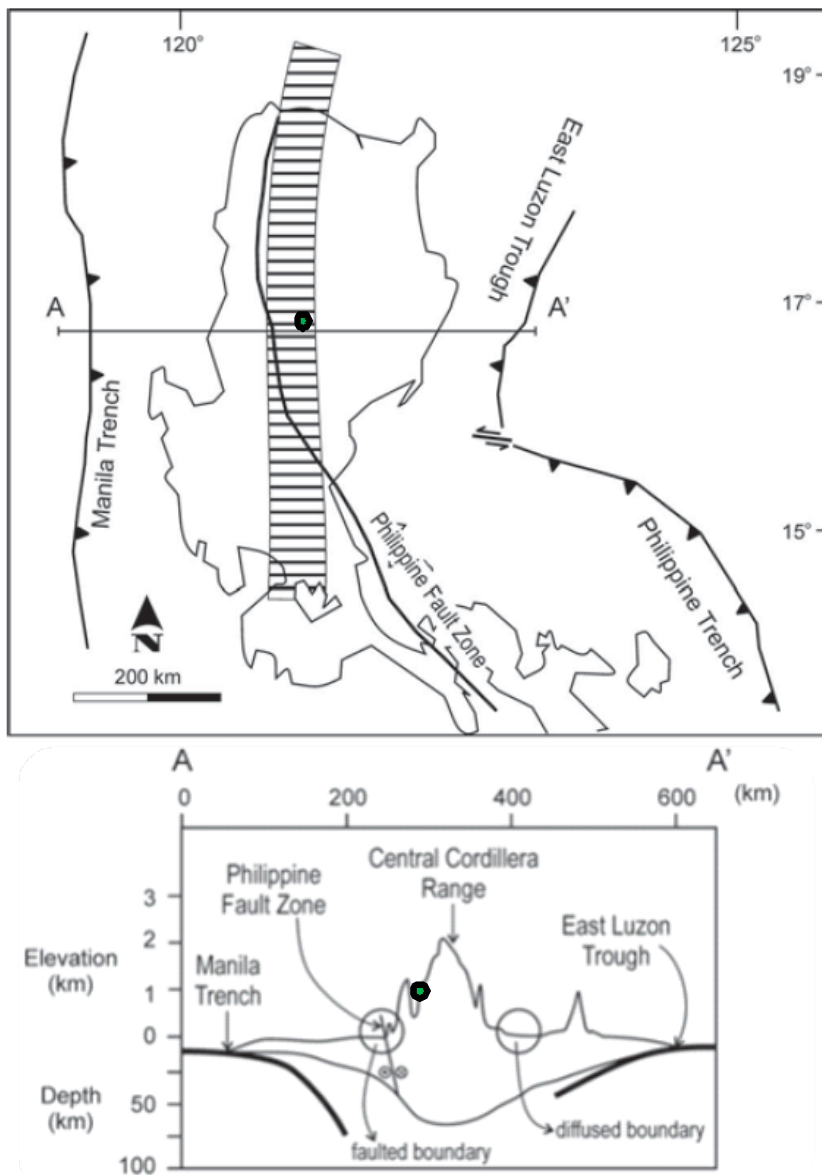 120°
125°
19°
East Luzon Trough
17°
A
A'
Manila Trench
Philippine Fault Zone
15°
Philippine Trench
N
200 km
A
A'
0
200
400
600
(km)
Central Cordillera
Range
Philippine
Fault Zone
3
2
East Luzon
Trough
Elevation
(km)
Manila
Trench
1
0
Depth
(km)
50
faulted boundary
diffused boundary
100